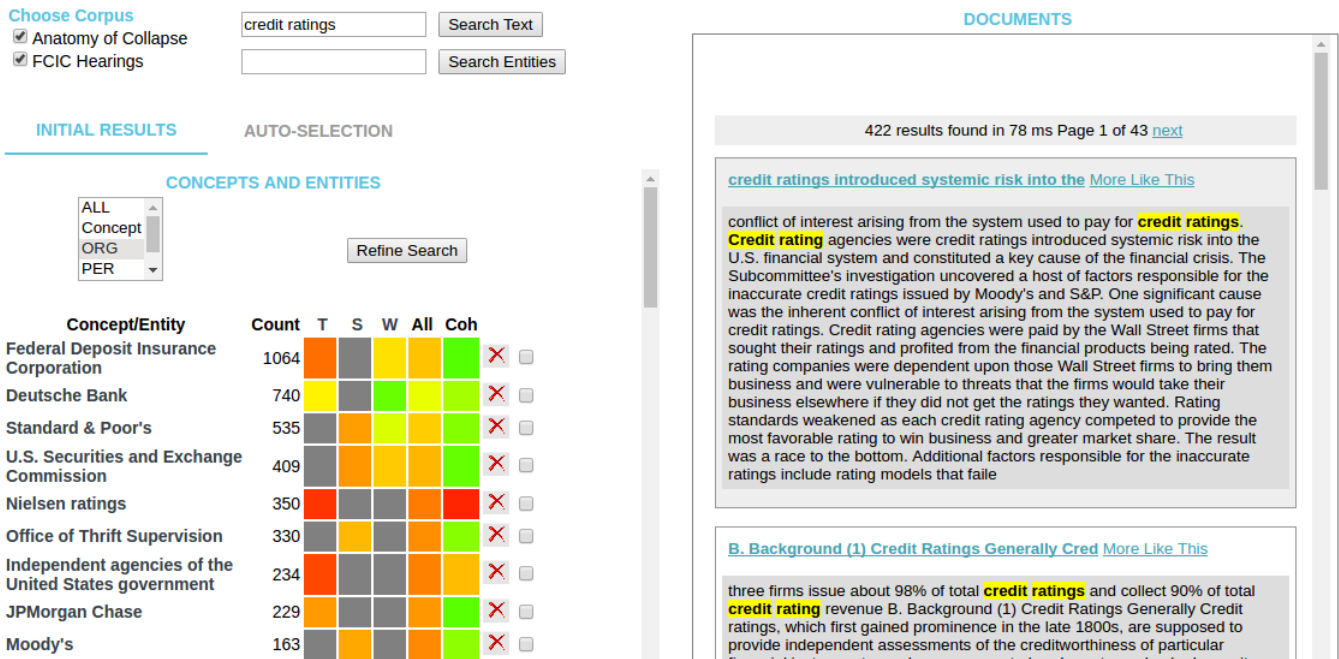 Choose Corpus
Anatomy of Collapse
FCIC Hearings
credit ratings
Search Text
Search Entities
INITIAL RESULTS
AUTO-SELECTION
CONCEPTS AND ENTITIES
ALL
Concept
ORG
PER
Refine Search
Concept/Entity Count T S W All Coh
Federal Deposit Insurance
Corporation 1064
Deutsche Bank 740
Standard & Poor's 535
U.S. Securities and Exchange
Commission 409
Nielsen ratings 350
Office of Thrift Supervision 330
Independent agencies of the
United States government 234
JPMorgan Chase 229
Moody's 163
DOCUMENTS
422 results found in 78 ms Page 1 of 43 next
credit ratings introduced systemic risk into the More Like This
conflict of interest arising from the system used to pay for credit ratings.
Credit rating agencies were credit ratings introduced systemic risk into the
U.S. financial system and constituted a key cause of the financial crisis. The
Subcommittee's investigation uncovered a host of factors responsible for the
inaccurate credit ratings issued by Moody's and S&P. One significant cause
was the inherent conflict of interest arising from the system used to pay for
credit ratings. Credit rating agencies were paid by the Wall Street firms that
sought their ratings and profited from the financial products being rated. The
rating companies were dependent upon those Wall Street firms to bring them
business and were vulnerable to threats that the firms would take their
business elsewhere if they did not get the ratings they wanted. Rating
standards weakened as each credit rating agency competed to provide the
most favorable rating to win business and greater market share. The result
was a race to the bottom. Additional factors responsible for the inaccurate
ratings include rating models that faile
B. Background (1) Credit Ratings Generally Cred More Like This
three firms issue about 98% of total credit ratings and collect 90% of total
credit rating revenue B. Background (1) Credit Ratings Generally Credit
ratings, which first gained prominence in the late 1800s, are supposed to
provide independent assessments of the creditworthiness of particular